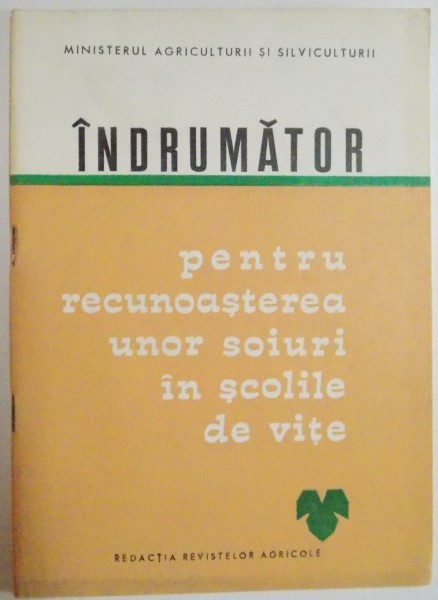 MINISTERUL AGRICULTURII ȘI SILVICULTURII
ÎNDRUMĂTOR
pentru
recunoașterea
unor soiuri
în școlile
de vițe
REDACȚIA REVISTELOR AGRICOLE